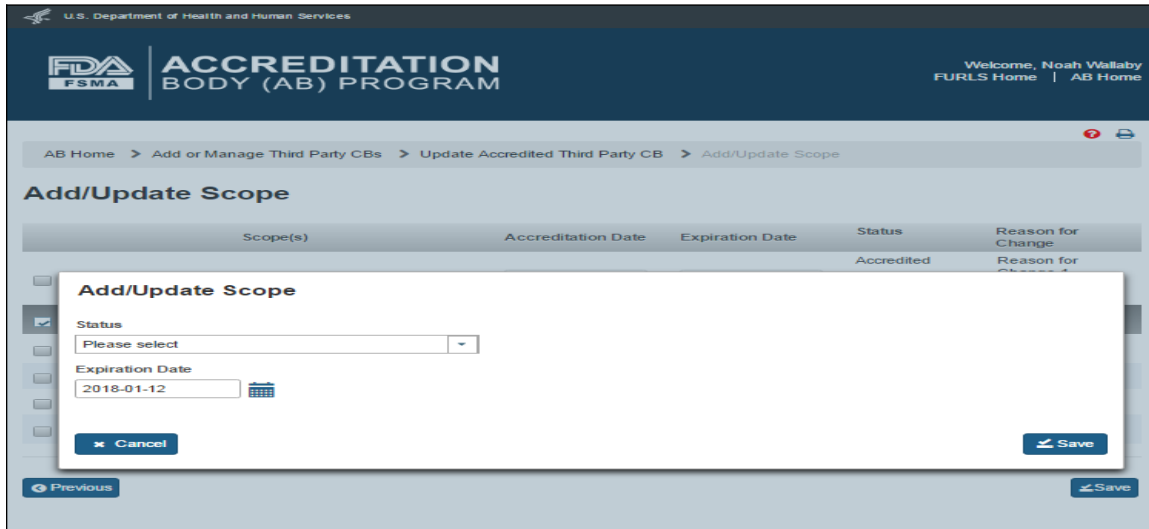 U.S. Department of Health and Human Services
FDA
FSMA
ACCREDITATION
BODY (AB) PROGRAM
Welcome, Noah Wallaby
FURLS Home | AB Home
AB Home > Add or Manage Third Party CBs > Update Accredited Third Party CB > Add/Update Scope
Add/Update Scope
Scope(s) Accreditation Date Expiration Date Status Reason for
Change
Accredited Reason for
Add/Update Scope
Status
Please select
Expiration Date
2018-01-12
Cancel Save
Previous Save